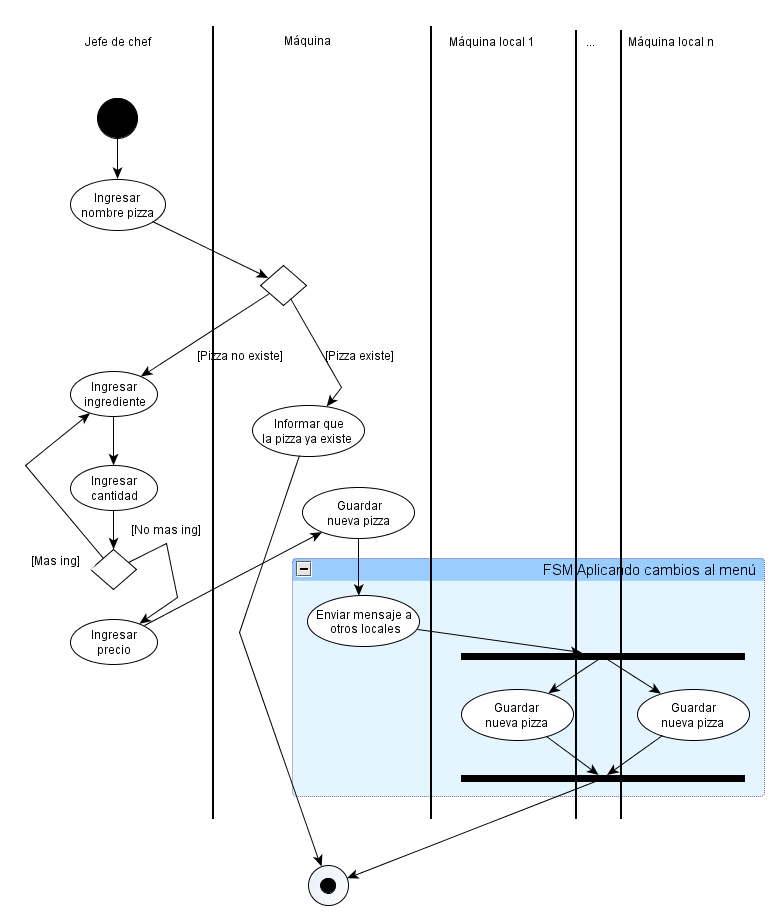 Jefe de chef
Máquina
Máquina local 1
...
Máquina local n
Ingresar
nombre pizza
[Pizza no existe]
[Pizza existe]
Ingresar
ingrediente
Informar que
la pizza ya existe
Ingresar
cantidad
Guardar
nueva pizza
[No mas ing]
[Mas ing]
FSM Aplicando cambios al menú
Enviar mensaje a
otros locales
Ingresar
precio
Guardar
nueva pizza
Guardar
nueva pizza